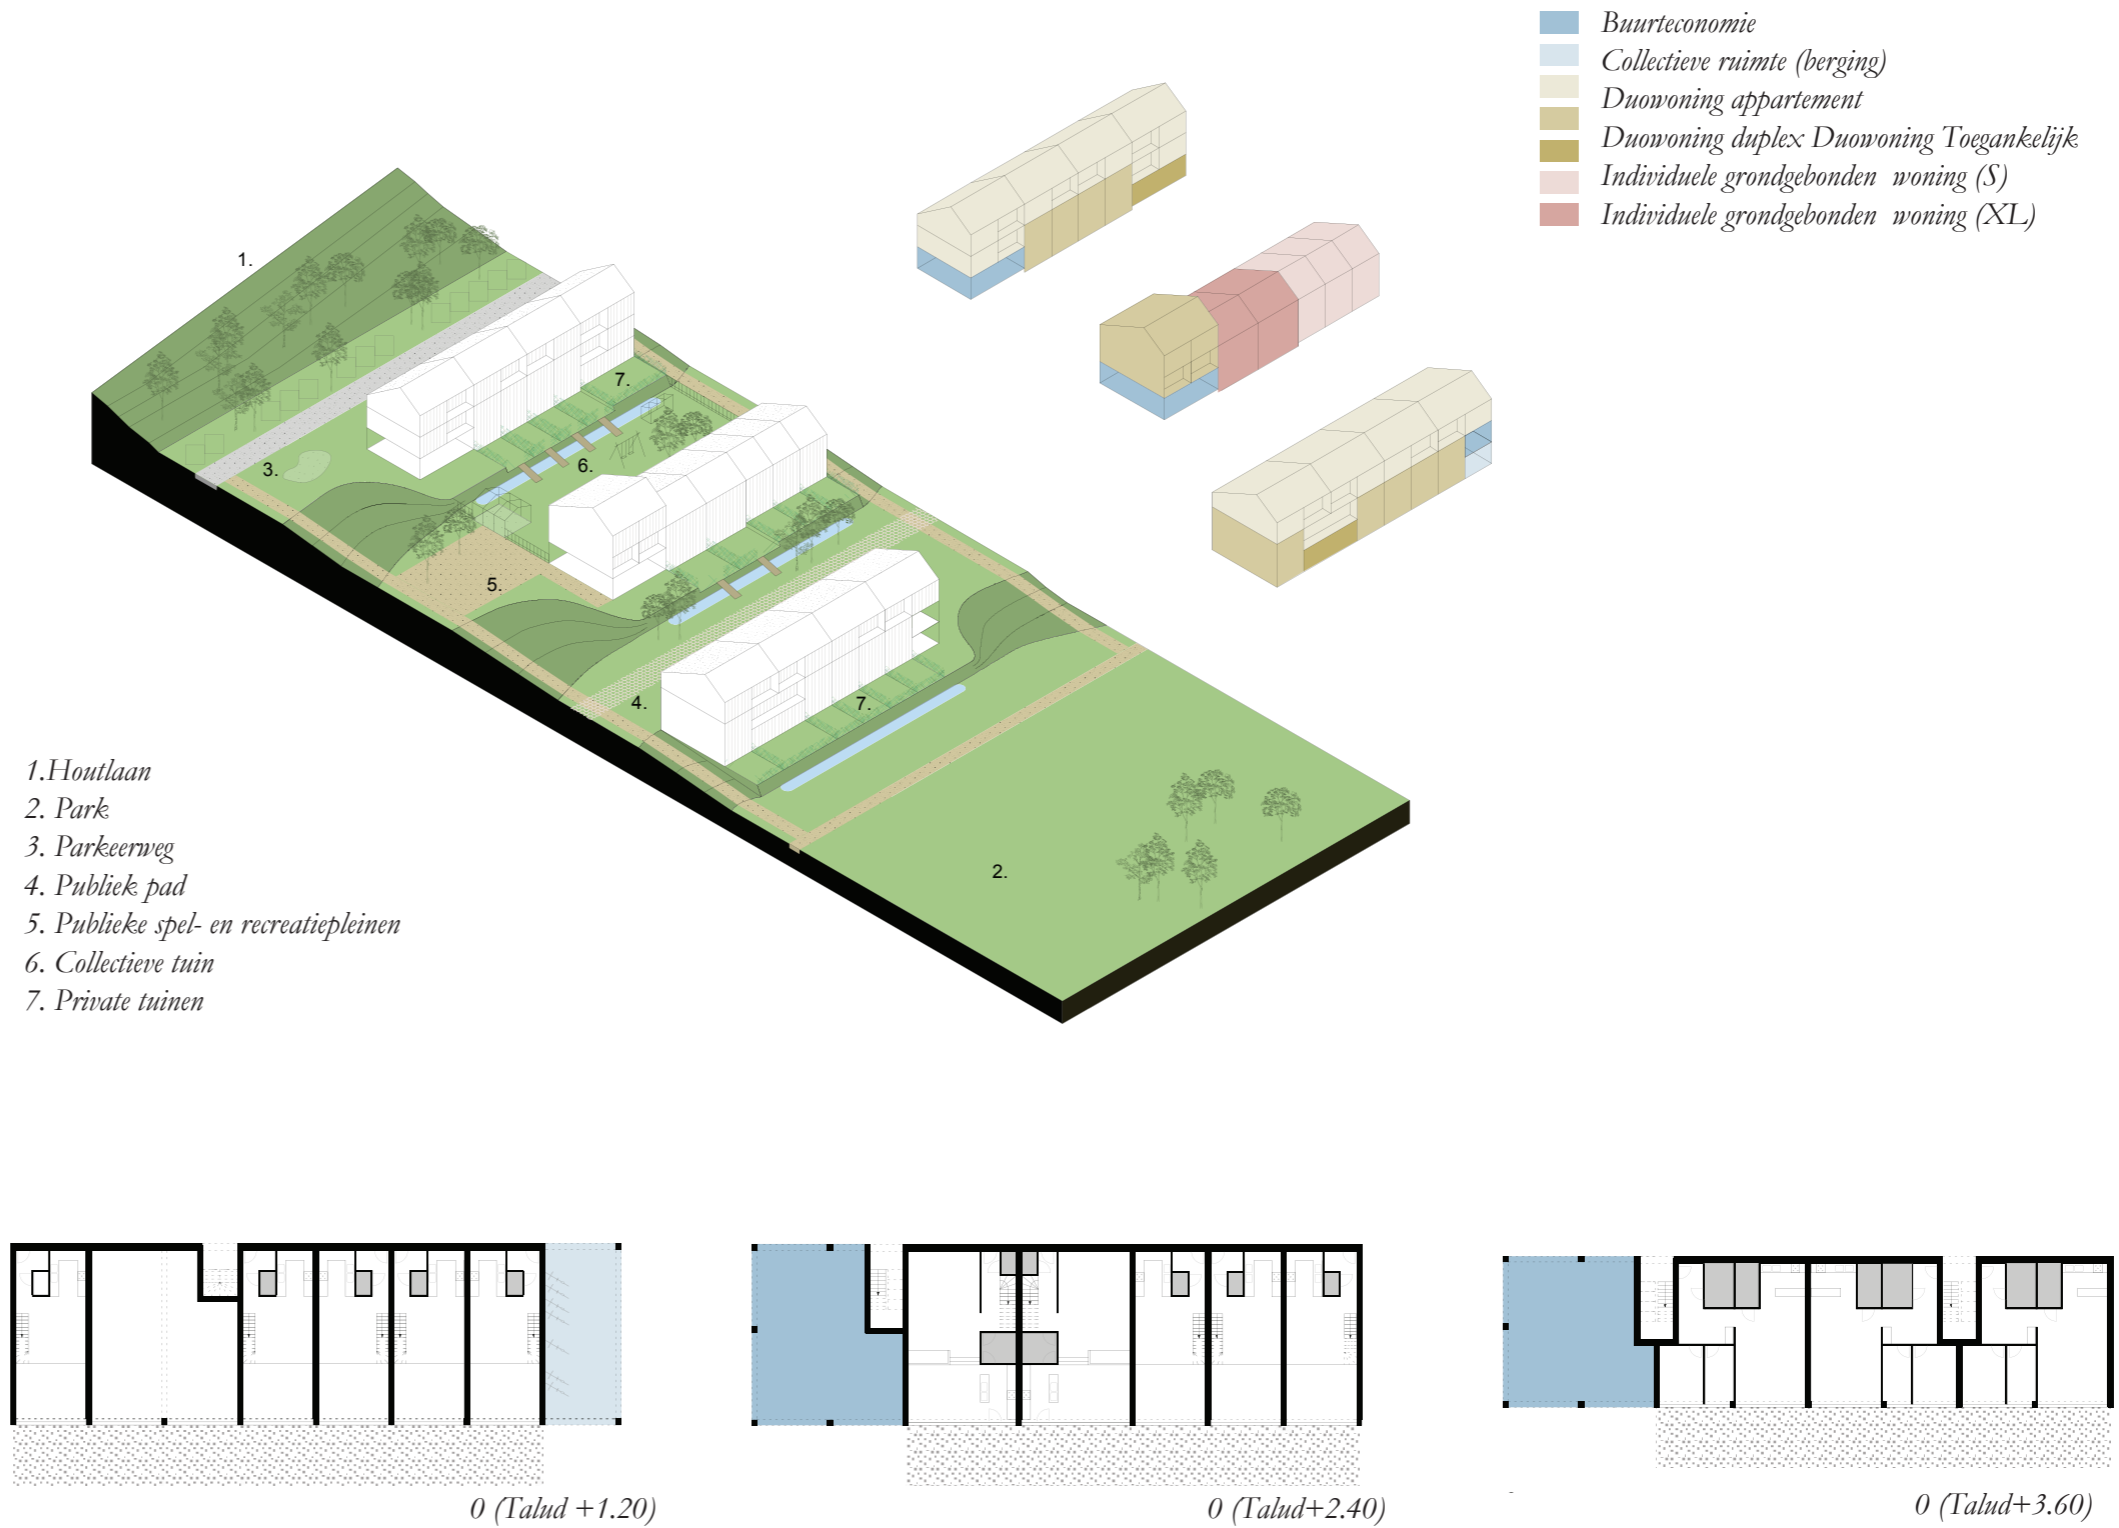 Buurteconomie
Collectieve ruimte (berging)
Duowoning appartement
Duowoning duplex Duowoning Toegankelijk
Individuele grondgebonden woning (S)
Individuele grondgebonden woning (XL)
1.
7.
6.
3.
5.
4.
7.
2.
1.Houtlaan
2. Park
3. Parkeerweg
4. Publiek pad
5. Publieke spel- en recreatiepleinen
6. Collectieve tuin
7. Private tuinen
0 (Talud +1.20)
0 (Talud+2.40)
0 (Talud+3.60)